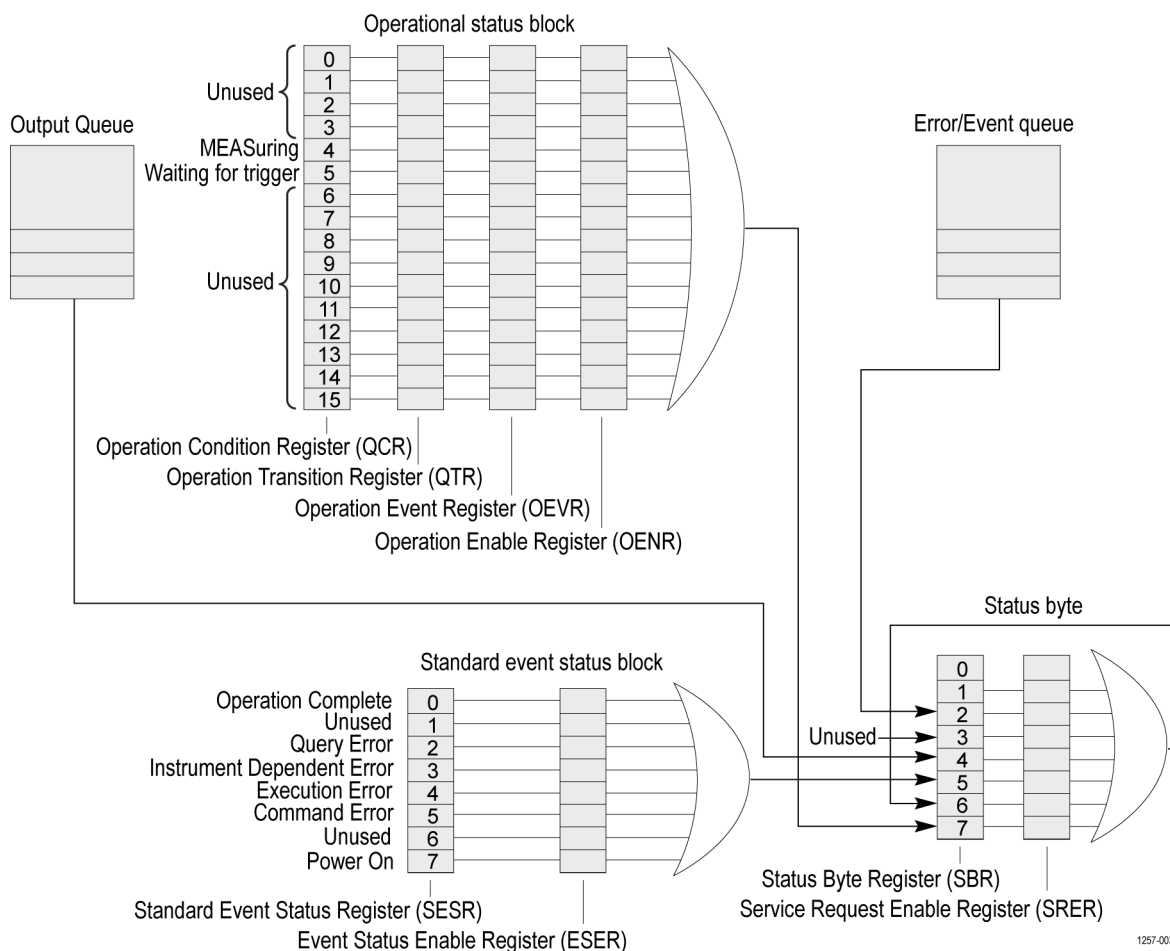 Operational status block
0
1
Unused
2
3
Output Queue
Error/Event queue
MEASuring
4
Waiting for trigger
5
6
7
8
9
Unused
10
11
12
13
14
15
Operation Condition Register (QCR)
Operation Transition Register (QTR)
Operation Event Register (OEVR)
Operation Enable Register (OENR)
Status byte
0
1
2
Unused
3
4
5
6
7
Status Byte Register (SBR)
Service Request Enable Register (SRER)
Standard event status block
Operation Complete 0
Unused 1
Query Error 2
Instrument Dependent Error 3
Execution Error 4
Command Error 5
Unused 6
Power On 7
Standard Event Status Register (SESR)
Event Status Enable Register (ESER)